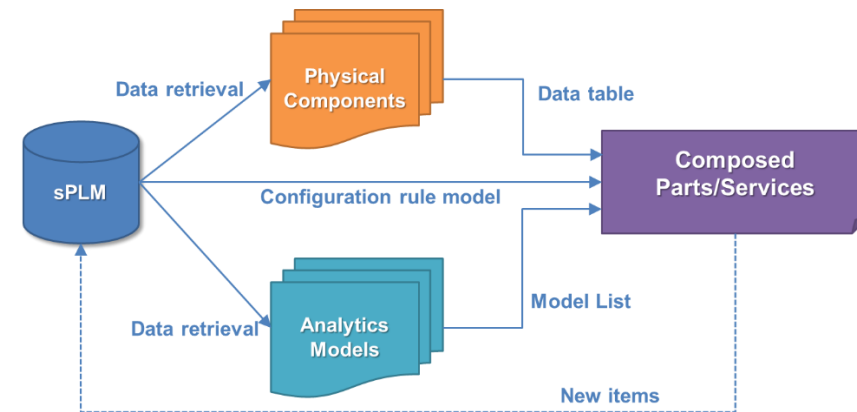 Physical
Components
Data retrieval
Data table
sPLM
Configuration rule model
Composed
Parts/Services
Data retrieval
Analytics
Models
Model List
New items